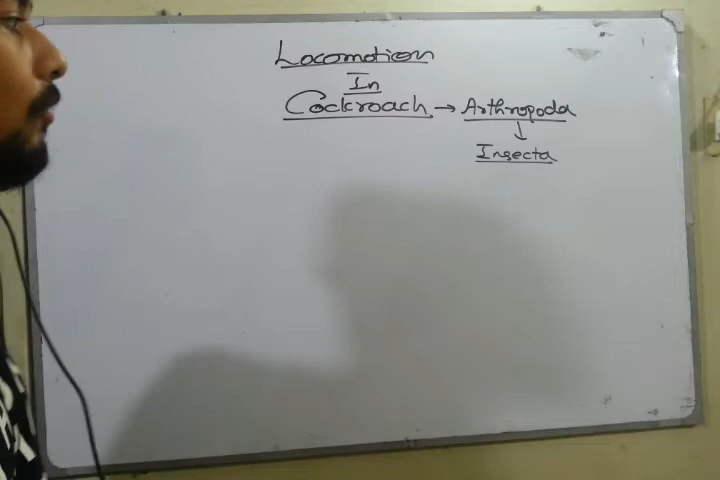 Locomotion
In
Cockroach → Arthropoda
↓
Insecta